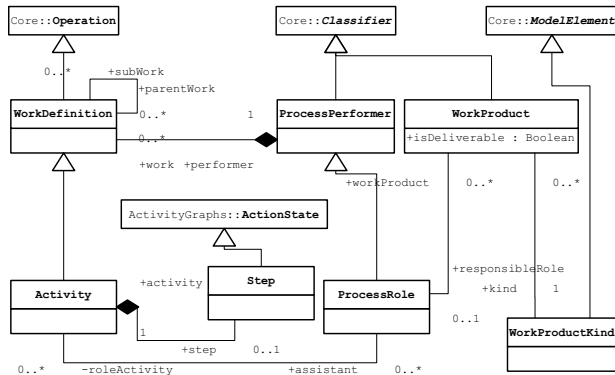 Core::Operation
Core::Classifier
Core::ModelElement
0..*
+subWork
+parentWork
WorkDefinition
0..*
1
ProcessPerformer
WorkProduct
+isDeliverable : Boolean
0..*
+work
+performer
+workProduct
0..*
0..*
ActivityGraphs::ActionState
Activity
+activity
Step
ProcessRole
+responsibleRole
+kind
1
0..1
WorkProductKind
1
+step
0..1
0..*
-roleActivity
+assistant
0..*